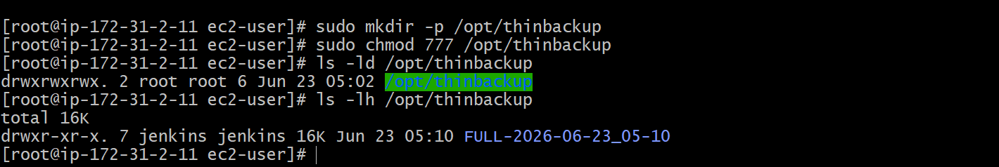 [root@ip-172-31-2-11 ec2-user]# sudo mkdir -p /opt/thinbackup
[root@ip-172-31-2-11 ec2-user]# sudo chmod 777 /opt/thinbackup
[root@ip-172-31-2-11 ec2-user]# ls -ld /opt/thinbackup
drwxrwxrwx. 2 root root 6 Jun 23 05:02 /opt/thinbackup
[root@ip-172-31-2-11 ec2-user]# ls -lh /opt/thinbackup
total 16K
drwxr-xr-x. 7 jenkins jenkins 16K Jun 23 05:10 FULL-2026-06-23_05-10
[root@ip-172-31-2-11 ec2-user]#